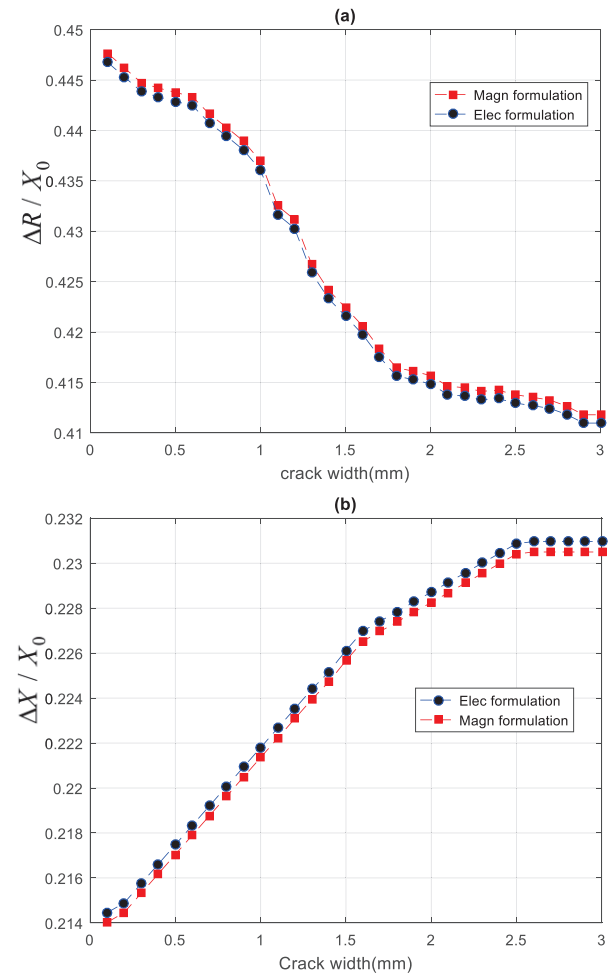 (a)
0.45
0.445
0.44
0.435
0.43
0.425
0.42
0.415
0.41
ΔR / X₀
Magn formulation
Elec formulation
0 0.5 1 1.5 2 2.5 3
crack width(mm)
(b)
0.232
0.23
0.228
0.226
0.224
0.222
0.22
0.218
0.216
0.214
ΔX / X₀
Elec formulation
Magn formulation
0 0.5 1 1.5 2 2.5 3
Crack width(mm)